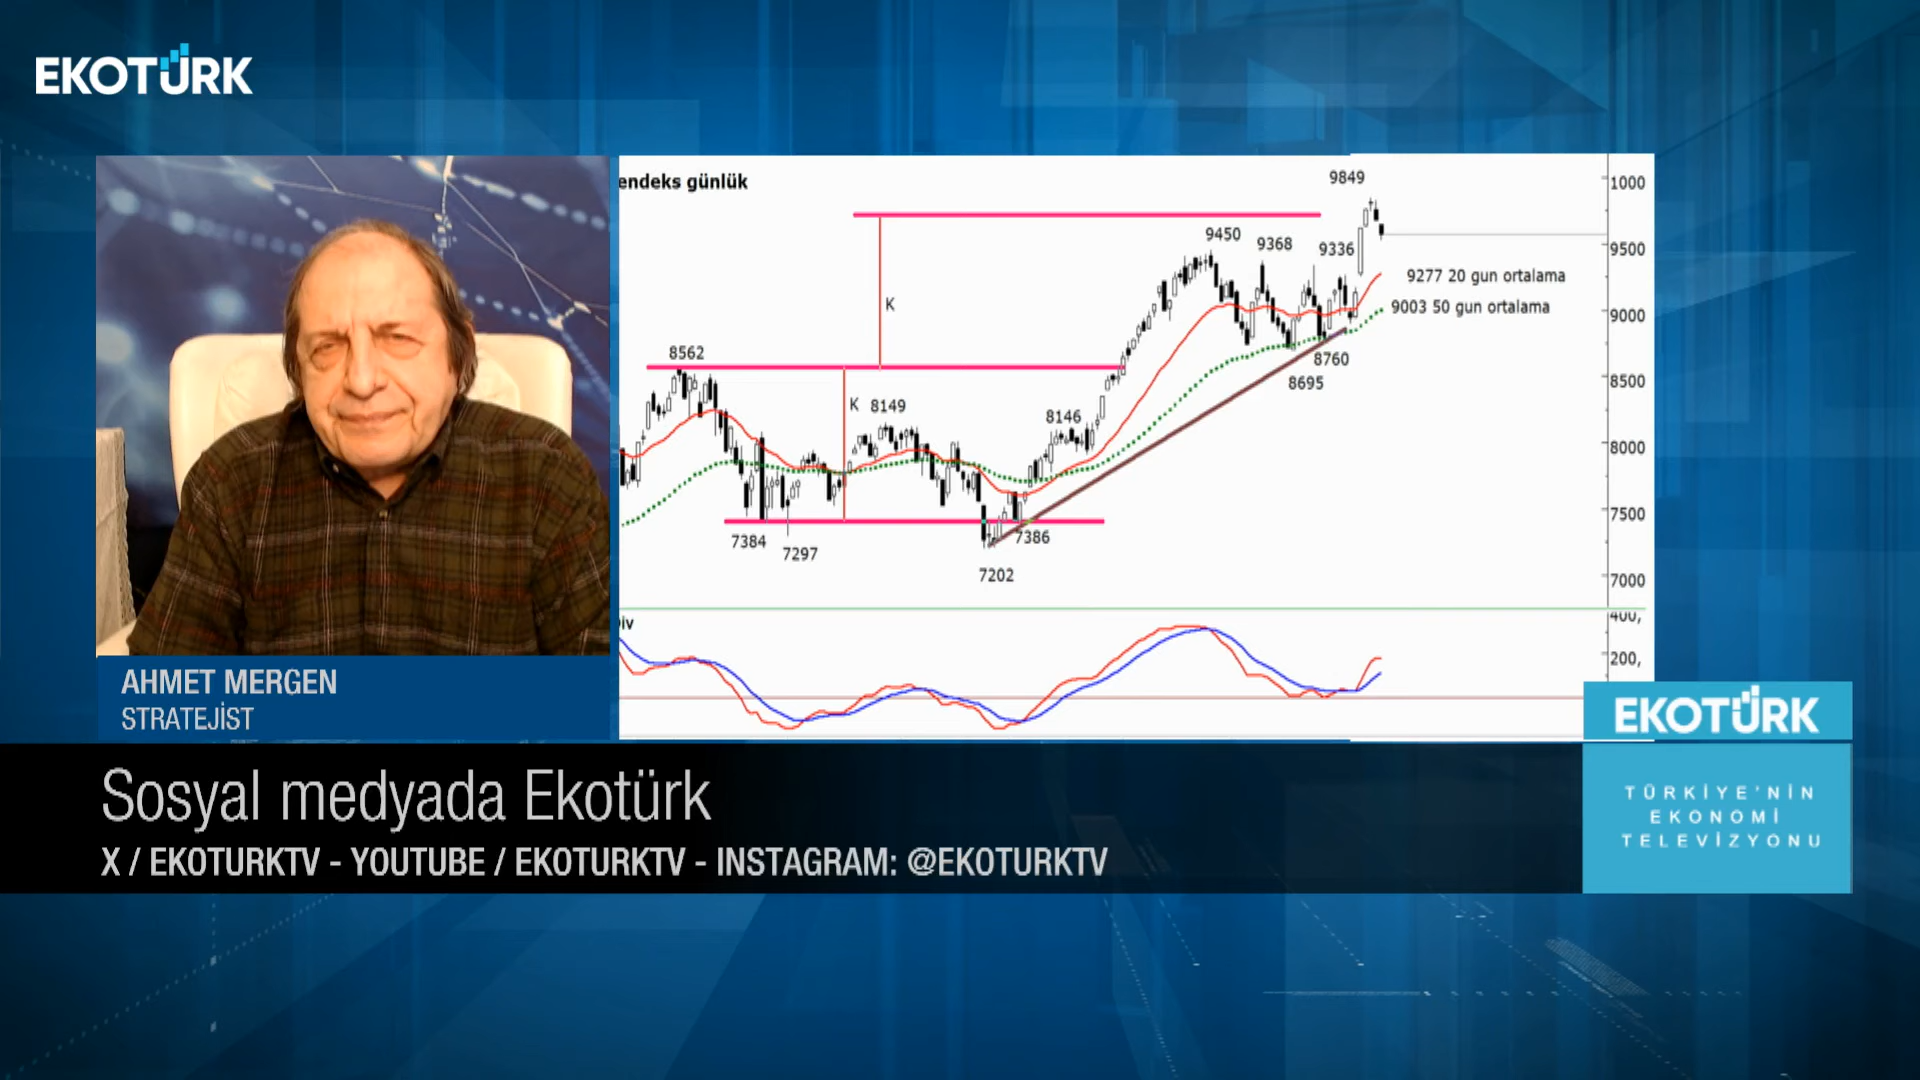 EKOTÜRK
endeks günlük
9849
1000
9450
9368
9336
9500
9277 20 gun ortalama
9003 50 gun ortalama
9000
K
8562
8760
8695
8500
K
8149
8146
8000
7500
7384
7297
7386
7202
7000
400,
200,
AHMET MERGEN
STRATEJİST
EKOTÜRK
Sosyal medyada Ekotürk
X / EKOTURKTV - YOUTUBE / EKOTURKTV - INSTAGRAM: @EKOTURKTV
TÜRKİYE'NİN
EKONOMİ
TELEVİZYONU